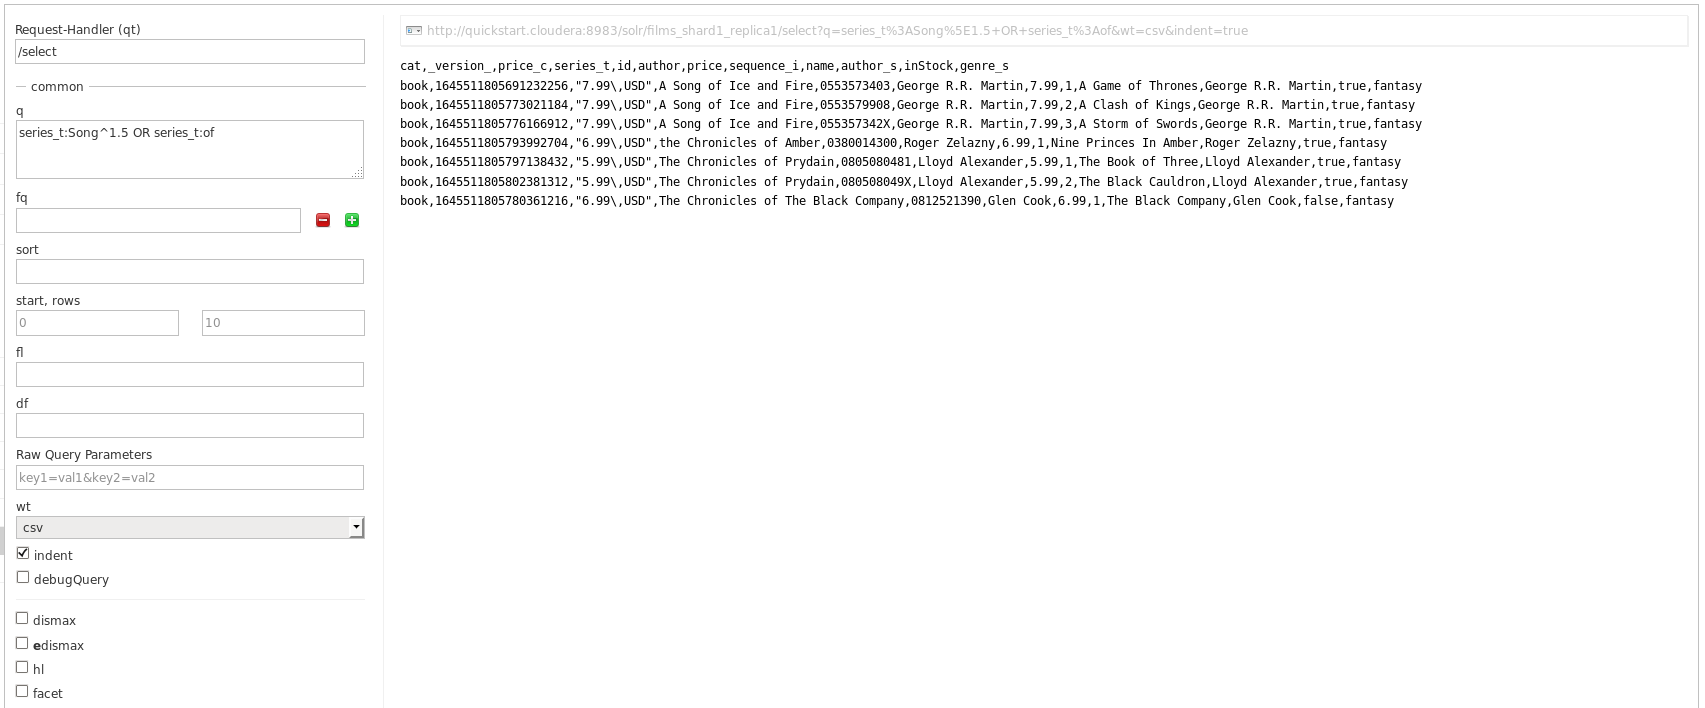 Request-Handler (qt)
/select
common
q
series_t:Song^1.5 OR series_t:of
fq
sort
start, rows
0 10
fl
df
Raw Query Parameters
key1=val1&key2=val2
wt
csv
indent
debugQuery
dismax
edismax
hl
facet
http://quickstart.cloudera:8983/solr/films_shard1_replica1/select?q=series_t%3ASong%5E1.5+OR+series_t%3Aof&wt=csv&indent=true
cat,_version_,price_c,series_t,id,author,price,sequence_i,name,author_s,inStock,genre_s
book,1645511805691232256,"7.99\,USD",A Song of Ice and Fire,0553573403,George R.R. Martin,7.99,1,A Game of Thrones,George R.R. Martin,true,fantasy
book,1645511805773021184,"7.99\,USD",A Song of Ice and Fire,0553579908,George R.R. Martin,7.99,2,A Clash of Kings,George R.R. Martin,true,fantasy
book,1645511805776166912,"7.99\,USD",A Song of Ice and Fire,055357342X,George R.R. Martin,7.99,3,A Storm of Swords,George R.R. Martin,true,fantasy
book,1645511805793992704,"6.99\,USD",the Chronicles of Amber,0380014300,Roger Zelazny,6.99,1,Nine Princes In Amber,Roger Zelazny,true,fantasy
book,1645511805797138432,"5.99\,USD",The Chronicles of Prydain,0805080481,Lloyd Alexander,5.99,1,The Book of Three,Lloyd Alexander,true,fantasy
book,1645511805802381312,"5.99\,USD",The Chronicles of Prydain,080508049X,Lloyd Alexander,5.99,2,The Black Cauldron,Lloyd Alexander,true,fantasy
book,1645511805780361216,"6.99\,USD",The Chronicles of The Black Company,0812521390,Glen Cook,6.99,1,The Black Company,Glen Cook,false,fantasy